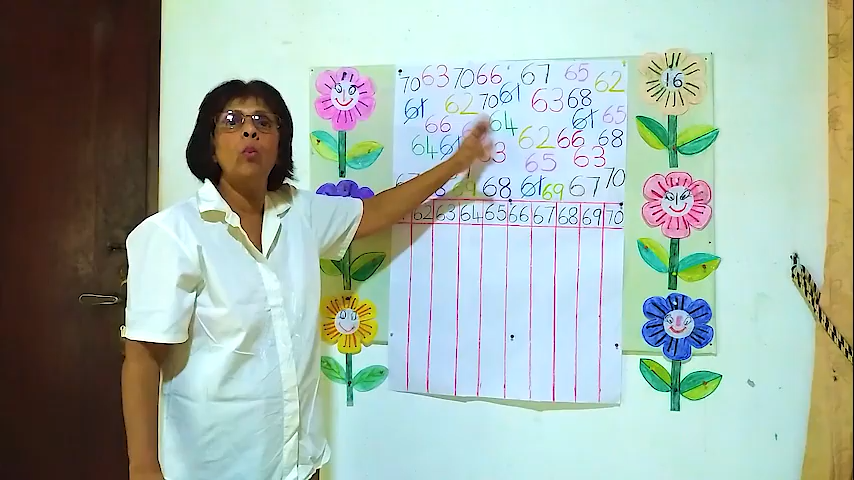 70 63 70 66 67 65 62
61 62 70 61 63 68
66 64 61 65
64 61 63 62 66 68
65 63
68 61 69 67 70
62 63 64 65 66 67 68 69 70
16